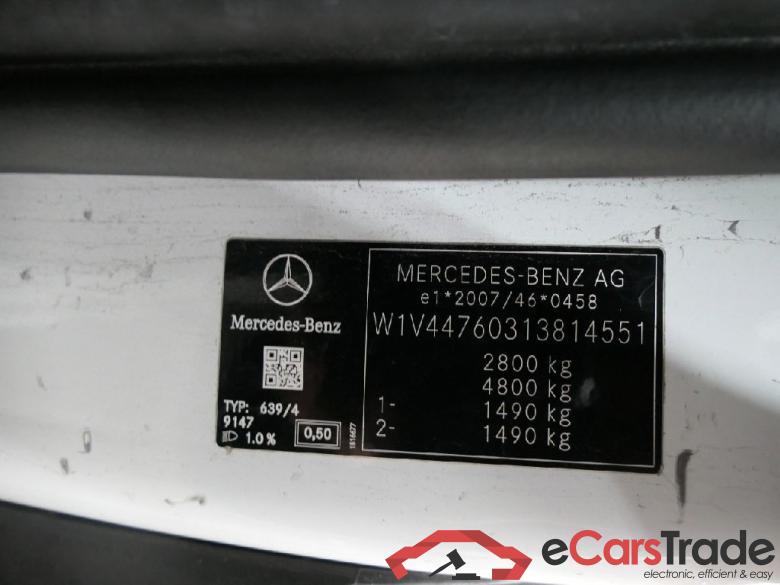 Mercedes-Benz
TYP: 639/4
9147
1.0 % 0,50
1816677
MERCEDES-BENZ AG
e1*2007/46*0458
W1V44760313814551
2800 kg
4800 kg
1- 1490 kg
2- 1490 kg
eCarsTrade
electronic, efficient & easy